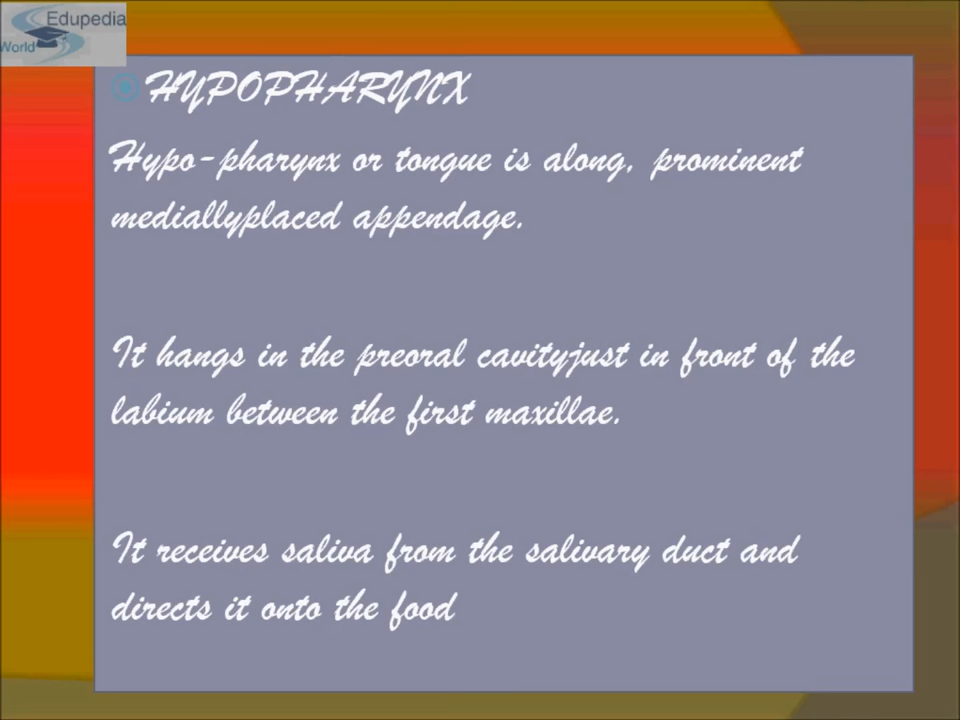 Edupedia
World
HYPOPHARYNX
Hypo-pharynx or tongue is along, prominent
mediallyplaced appendage.
It hangs in the preoral cavityjust in front of the
labium between the first maxillae.
It receives saliva from the salivary duct and
directs it onto the food